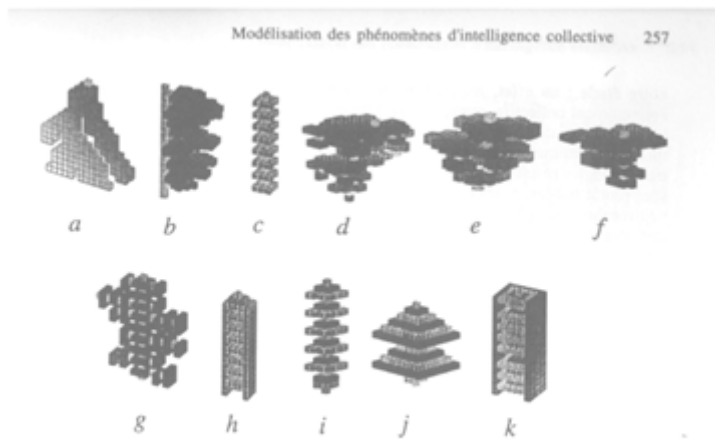 Modélisation des phénomènes d'intelligence collective 257
a b c d e f
g h i j k